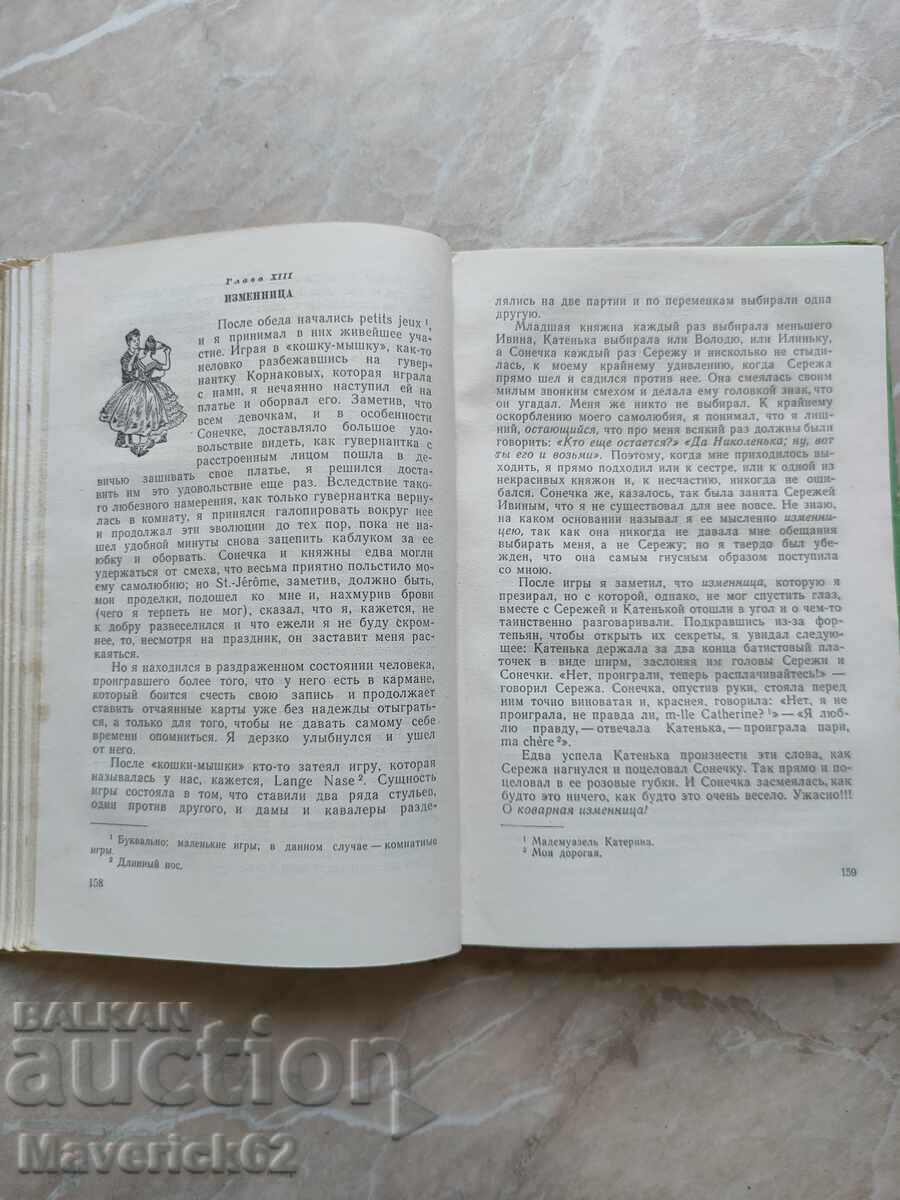 Глава XIII
ИЗМЕННИЦА
После обеда начались petits jeux ¹,
и я принимал в них живейшее уча-
стие. Играя в «кошку-мышку», как-то
неловко разбежавшись на гувер-
нантку Корнаковых, которая играла
с нами, я нечаянно наступил ей на
платье и оборвал его. Заметив, что
всем девочкам, и в особенности
Сонечке, доставляло большое удо-
вольствие видеть, как гувернантка с
расстроенным лицом пошла в де-
вичью зашивать свое платье, я решился доста-
вить им это удовольствие еще раз. Вследствие тако-
го любезного намерения, как только гувернантка верну-
лась в комнату, я принялся галопировать вокруг нее
и продолжал эти эволюции до тех пор, пока не на-
шел удобной минуты снова зацепить каблуком за ее
юбку и оборвать. Сонечка и княжны едва могли
удержаться от смеха, что весьма приятно польстило мое-
му самолюбию; но St.-Jérôme, заметив, должно быть,
мои проделки, подошел ко мне и, нахмурив брови
(чего я терпеть не мог), сказал, что я, кажется, не
к добру развеселился и что ежели я не буду скром-
нее, то, несмотря на праздник, он заставит меня рас-
каяться.
Но я находился в раздраженном состоянии человека,
проигравшего более того, что у него есть в кармане,
который боится счесть свою запись и продолжает
ставить отчаянные карты уже без надежды отыграть-
ся, а только для того, чтобы не давать самому себе
времени опомниться. Я дерзко улыбнулся и ушел
от него.
После «кошки-мышки» кто-то затеял игру, которая
называлась у нас, кажется, Lange Nase ². Сущность
игры состояла в том, что ставили два ряда стульев,
один против другого, и дамы и кавалеры разде-
¹ Буквально: маленькие игры; в данном случае — комнатные
игры.
² Длинный нос.
158
лялись на две партии и по переменкам выбирали одна
другую.
Младшая княжна каждый раз выбирала меньшего
Ивина, Катенька выбирала или Володю, или Илиньку,
а Сонечка каждый раз Сережу и нисколько не стыди-
лась, к моему крайнему удивлению, когда Сережа
прямо шел и садился против нее. Она смеялась своим
милым звонким смехом и делала ему головкой знак, что
он угадал. Меня же никто не выбирал. К крайнему
оскорблению моего самолюбия, я понимал, что я лиш-
ний, остающийся, что про меня всякий раз должны были
говорить: «Кто еще остается?» «Да Николенька; ну, вот
ты его и возьми». Поэтому, когда мне приходилось вы-
ходить, я прямо подходил или к сестре, или к одной из
некрасивых княжон и, к несчастию, никогда не оши-
бался. Сонечка же, казалось, так была занята Сережей
Ивиным, что я не существовал для нее вовсе. Не знаю,
на каком основании называл я ее мысленно изменни-
цею, так как она никогда не давала мне обещания
выбирать меня, а не Сережу; но я твердо был убе-
жден, что она самым гнусным образом поступила
со мною.
После игры я заметил, что изменница, которую я
презирал, но с которой, однако, не мог спустить глаз,
вместе с Сережей и Катенькой отошли в угол и о чем-то
таинственно разговаривали. Подкравшись из-за фор-
тепьян, чтобы открыть их секреты, я увидал следую-
щее: Катенька держала за два конца батистовый пла-
точек в виде ширм, заслоняя им головы Сережи и
Сонечки. «Нет, проиграли, теперь расплачивайтесь!» —
говорил Сережа. Сонечка, опустив руки, стояла перед
ним точно виноватая и, краснея, говорила: «Нет, я не
проиграла, не правда ли, m-lle Catherine? ¹» — «Я люб-
лю правду, — отвечала Катенька, — проиграла пари,
ma chère ²».
Едва успела Катенька произнести эти слова, как
Сережа нагнулся и поцеловал Сонечку. Так прямо и по-
целовал в ее розовые губки. И Сонечка засмеялась, как
будто это ничего, как будто это очень весело. Ужасно!!!
О коварная изменница!
¹ Мадемуазель Катерина.
² Моя дорогая.
159
BALKAN
auction
Maverick62